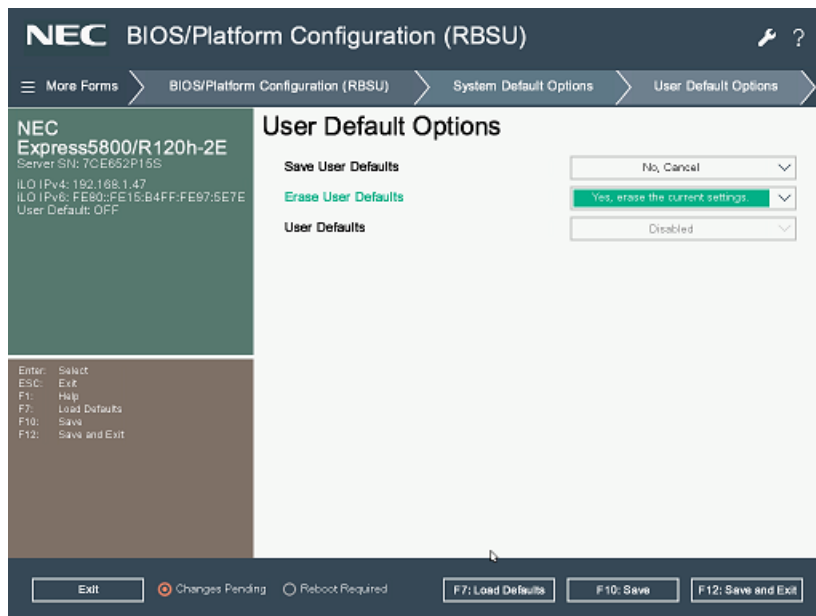 NEC BIOS/Platform Configuration (RBSU) ?
More Forms BIOS/Platform Configuration (RBSU) System Default Options User Default Options
NEC
Express5800/R120h-2E
Server SN: 7CE652P15S
iLO IPv4: 192.168.1.47
iLO IPv6: FE80::FE15:B4FF:FE97:5E7E
User Default: OFF
User Default Options
Save User Defaults No, Cancel
Erase User Defaults Yes, erase the current settings.
User Defaults Disabled
Enter: Select
ESC: Exit
F1: Help
F7: Load Defaults
F10: Save
F12: Save and Exit
Exit Changes Pending Reboot Required F7: Load Defaults F10: Save F12: Save and Exit